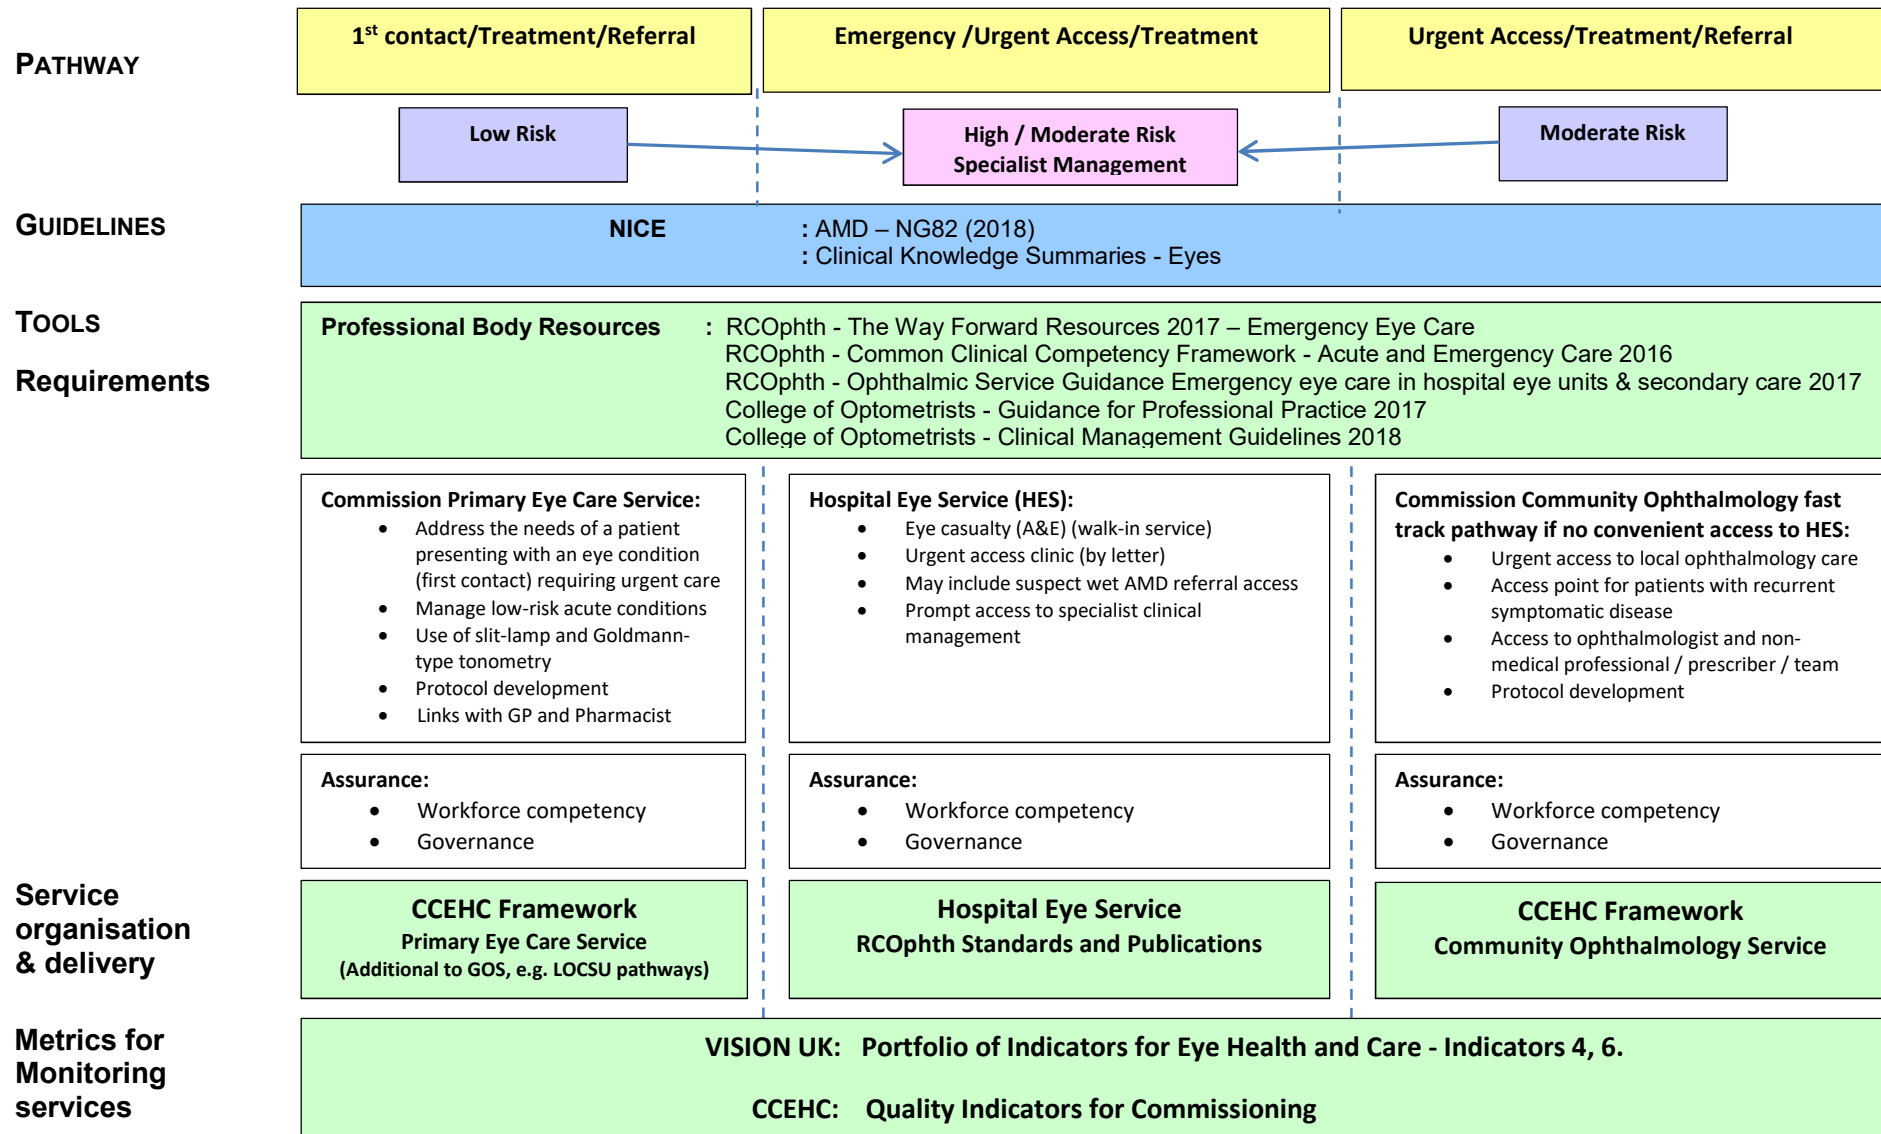 PATHWAY
1st contact/Treatment/Referral
Emergency /Urgent Access/Treatment
Urgent Access/Treatment/Referral
Low Risk
High / Moderate Risk
Specialist Management
Moderate Risk
GUIDELINES
NICE : AMD – NG82 (2018)
: Clinical Knowledge Summaries - Eyes
TOOLS
Requirements
Professional Body Resources : RCOphth - The Way Forward Resources 2017 – Emergency Eye Care
RCOphth - Common Clinical Competency Framework - Acute and Emergency Care 2016
RCOphth - Ophthalmic Service Guidance Emergency eye care in hospital eye units & secondary care 2017
College of Optometrists - Guidance for Professional Practice 2017
College of Optometrists - Clinical Management Guidelines 2018
Commission Primary Eye Care Service:
• Address the needs of a patient
presenting with an eye condition
(first contact) requiring urgent care
• Manage low-risk acute conditions
• Use of slit-lamp and Goldmann-
type tonometry
• Protocol development
• Links with GP and Pharmacist
Hospital Eye Service (HES):
• Eye casualty (A&E) (walk-in service)
• Urgent access clinic (by letter)
• May include suspect wet AMD referral access
• Prompt access to specialist clinical
management
Commission Community Ophthalmology fast
track pathway if no convenient access to HES:
• Urgent access to local ophthalmology care
• Access point for patients with recurrent
symptomatic disease
• Access to ophthalmologist and non-
medical professional / prescriber / team
• Protocol development
Assurance:
• Workforce competency
• Governance
Assurance:
• Workforce competency
• Governance
Assurance:
• Workforce competency
• Governance
Service
organisation
& delivery
CCEHC Framework
Primary Eye Care Service
(Additional to GOS, e.g. LOCSU pathways)
Hospital Eye Service
RCOphth Standards and Publications
CCEHC Framework
Community Ophthalmology Service
Metrics for
Monitoring
services
VISION UK: Portfolio of Indicators for Eye Health and Care - Indicators 4, 6.
CCEHC: Quality Indicators for Commissioning